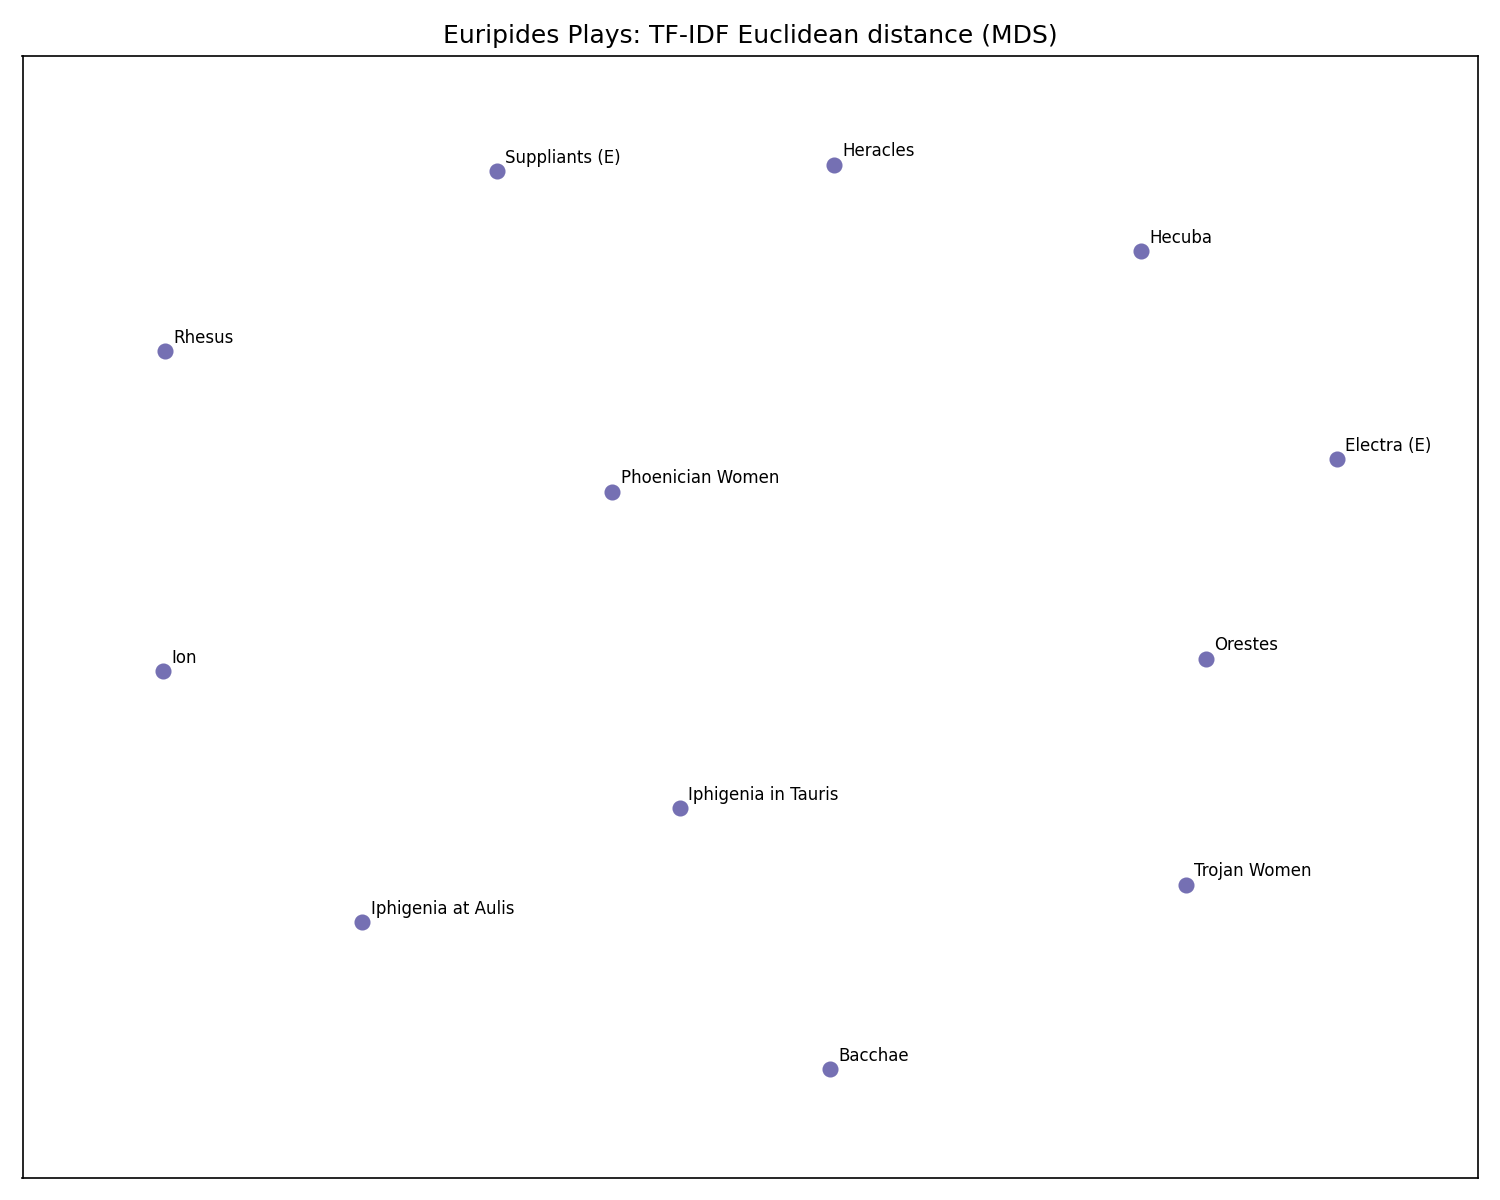 Euripides Plays: TF-IDF Euclidean distance (MDS)
Heracles
Suppliants (E)
Hecuba
Rhesus
Electra (E)
Phoenician Women
Orestes
Ion
Iphigenia in Tauris
Trojan Women
Iphigenia at Aulis
Bacchae